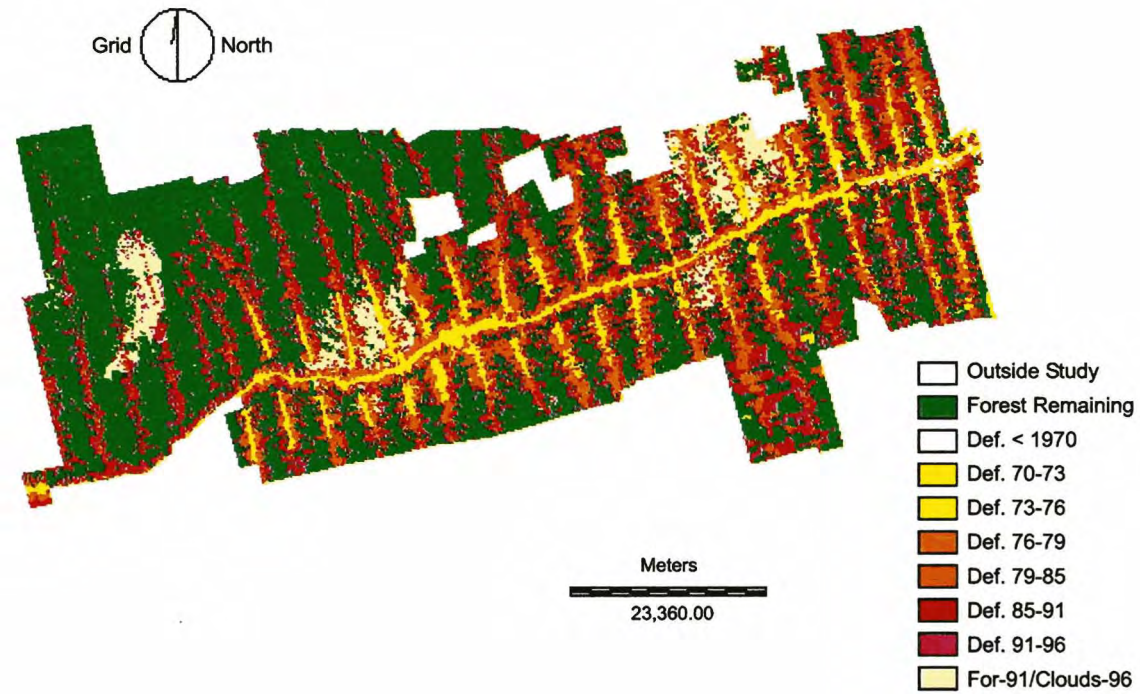 Grid North
Outside Study
Forest Remaining
Def. < 1970
Def. 70-73
Def. 73-76
Def. 76-79
Def. 79-85
Def. 85-91
Def. 91-96
For-91/Clouds-96
Meters
23,360.00